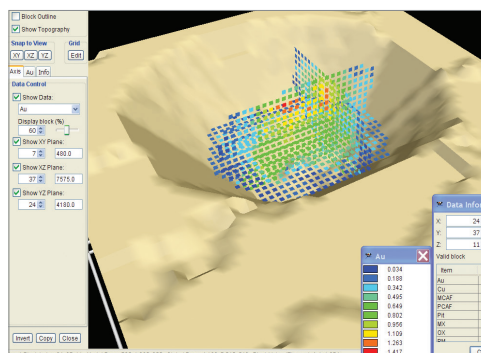 Block Outline
Show Topography
Snap to View
Grid
XY XZ YZ
Edit
Axis Au Info
Data Control
Show Data:
Au
Display block (%)
60
Show XY Plane:
7 480.0
Show XZ Plane:
37 7575.0
Show YZ Plane:
24 4180.0
Invert Copy Close
Au
0.034
0.188
0.342
0.495
0.649
0.802
0.956
1.109
1.263
1.417
Data Info
X: 24
Y: 37
Z: 11
Valid block
Item
Au
Cu
MCAF
PCAF
Pit
MX
OX